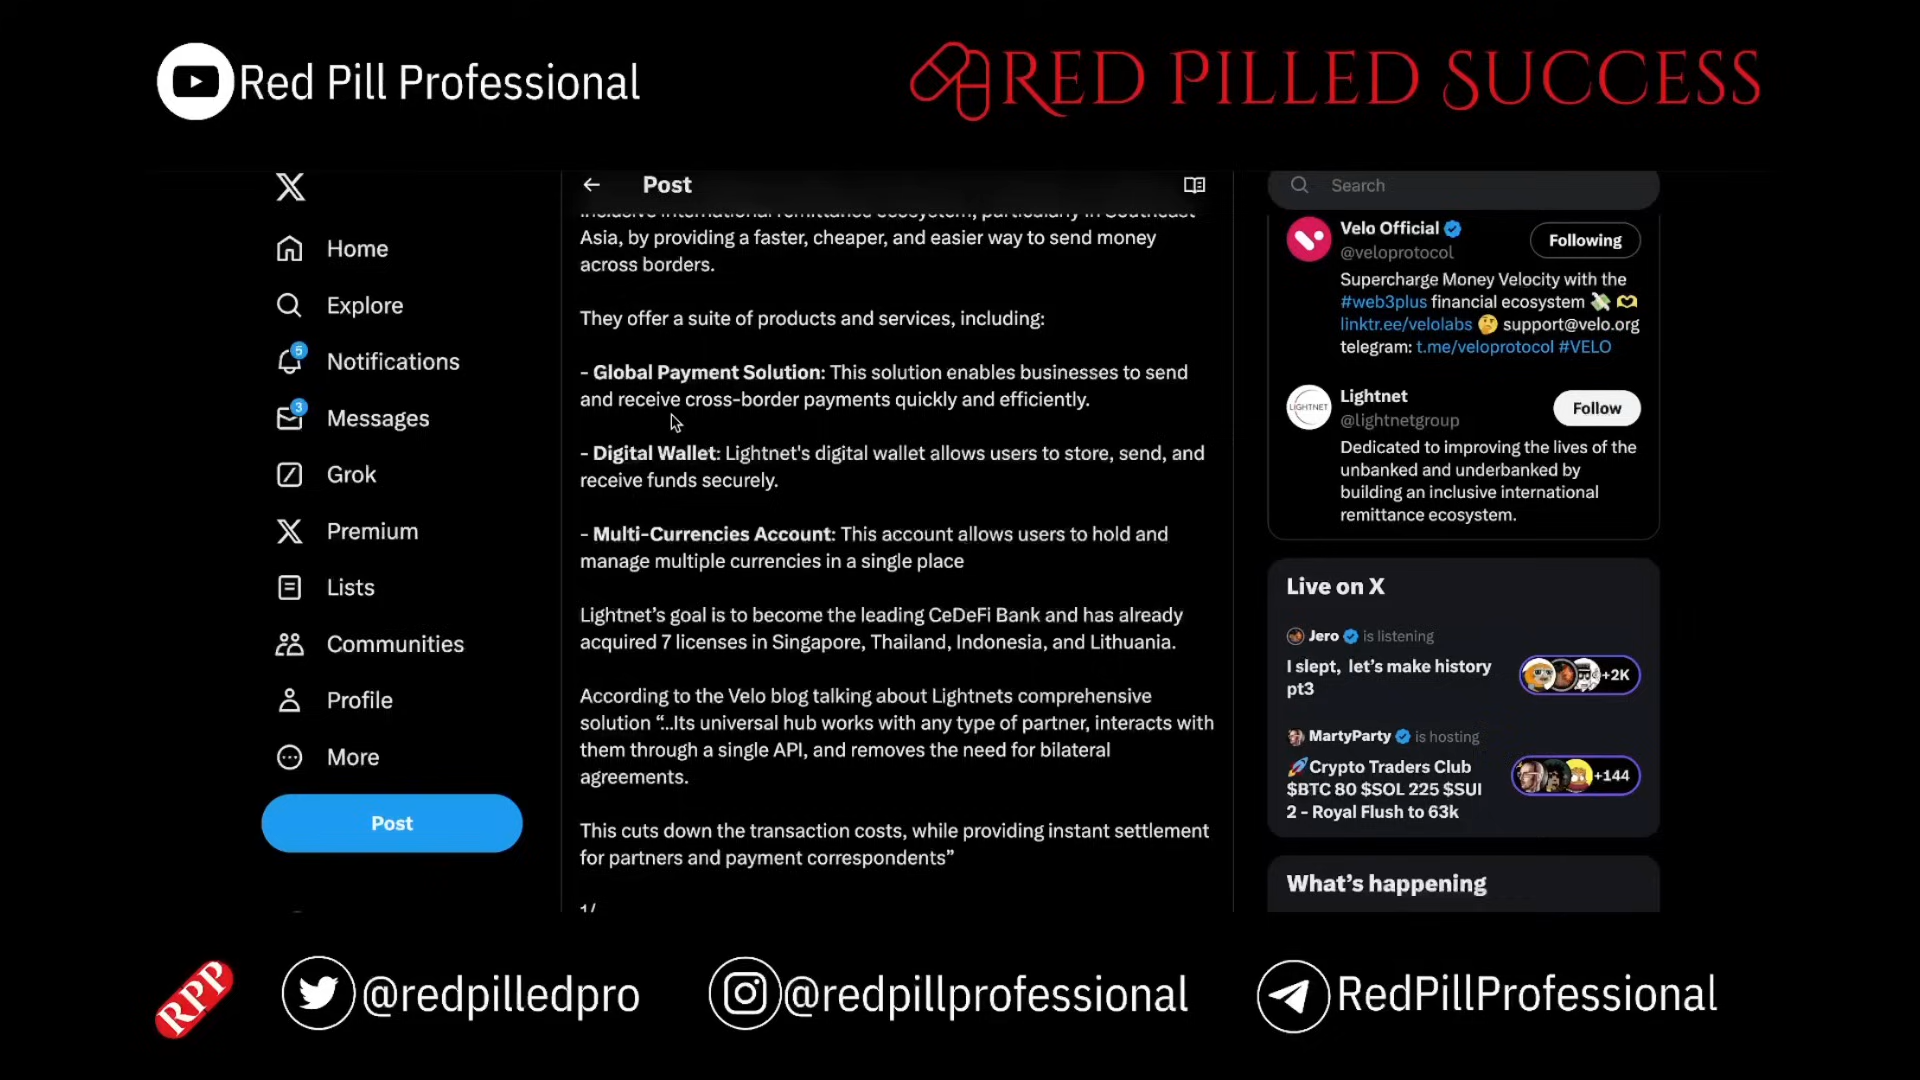 Red Pill Professional
RED PILLED SUCCESS
X
Home
Explore
5
Notifications
3
Messages
Grok
Premium
Lists
Communities
Profile
More
Post
Post
inclusive international remittance ecosystem, particularly in Southeast
Asia, by providing a faster, cheaper, and easier way to send money
across borders.
They offer a suite of products and services, including:
- Global Payment Solution: This solution enables businesses to send
and receive cross-border payments quickly and efficiently.
- Digital Wallet: Lightnet's digital wallet allows users to store, send, and
receive funds securely.
- Multi-Currencies Account: This account allows users to hold and
manage multiple currencies in a single place
Lightnet’s goal is to become the leading CeDeFi Bank and has already
acquired 7 licenses in Singapore, Thailand, Indonesia, and Lithuania.
According to the Velo blog talking about Lightnets comprehensive
solution “...Its universal hub works with any type of partner, interacts with
them through a single API, and removes the need for bilateral
agreements.
This cuts down the transaction costs, while providing instant settlement
for partners and payment correspondents”
1/
Search
Velo Official
@veloprotocol
Following
Supercharge Money Velocity with the
#web3plus financial ecosystem 💸 🫶
linktr.ee/velolabs 🤔 support@velo.org
telegram: t.me/veloprotocol #VELO
LIGHTNET
Lightnet
@lightnetgroup
Follow
Dedicated to improving the lives of the
unbanked and underbanked by
building an inclusive international
remittance ecosystem.
Live on X
Jero is listening
I slept, let’s make history
pt3
+2K
MartyParty is hosting
🚀Crypto Traders Club
$BTC 80 $SOL 225 $SUI
2 - Royal Flush to 63k
+144
What’s happening
RPP
@redpilledpro
@redpillprofessional
RedPillProfessional